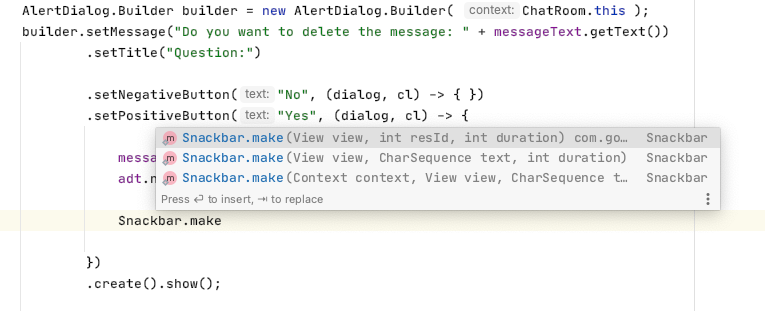 AlertDialog.Builder builder = new AlertDialog.Builder( context: ChatRoom.this );
builder.setMessage("Do you want to delete the message: " + messageText.getText())
.setTitle("Question:")
.setNegativeButton( text: "No", (dialog, cl) -> { })
.setPositiveButton( text: "Yes", (dialog, cl) -> {
Snackbar.make(View view, int resId, int duration) com.go… Snackbar
messa
Snackbar.make(View view, CharSequence text, int duration) Snackbar
adt.n
Snackbar.make(Context context, View view, CharSequence t… Snackbar
Press ⏎ to insert, ⇥ to replace
Snackbar.make
})
.create().show();